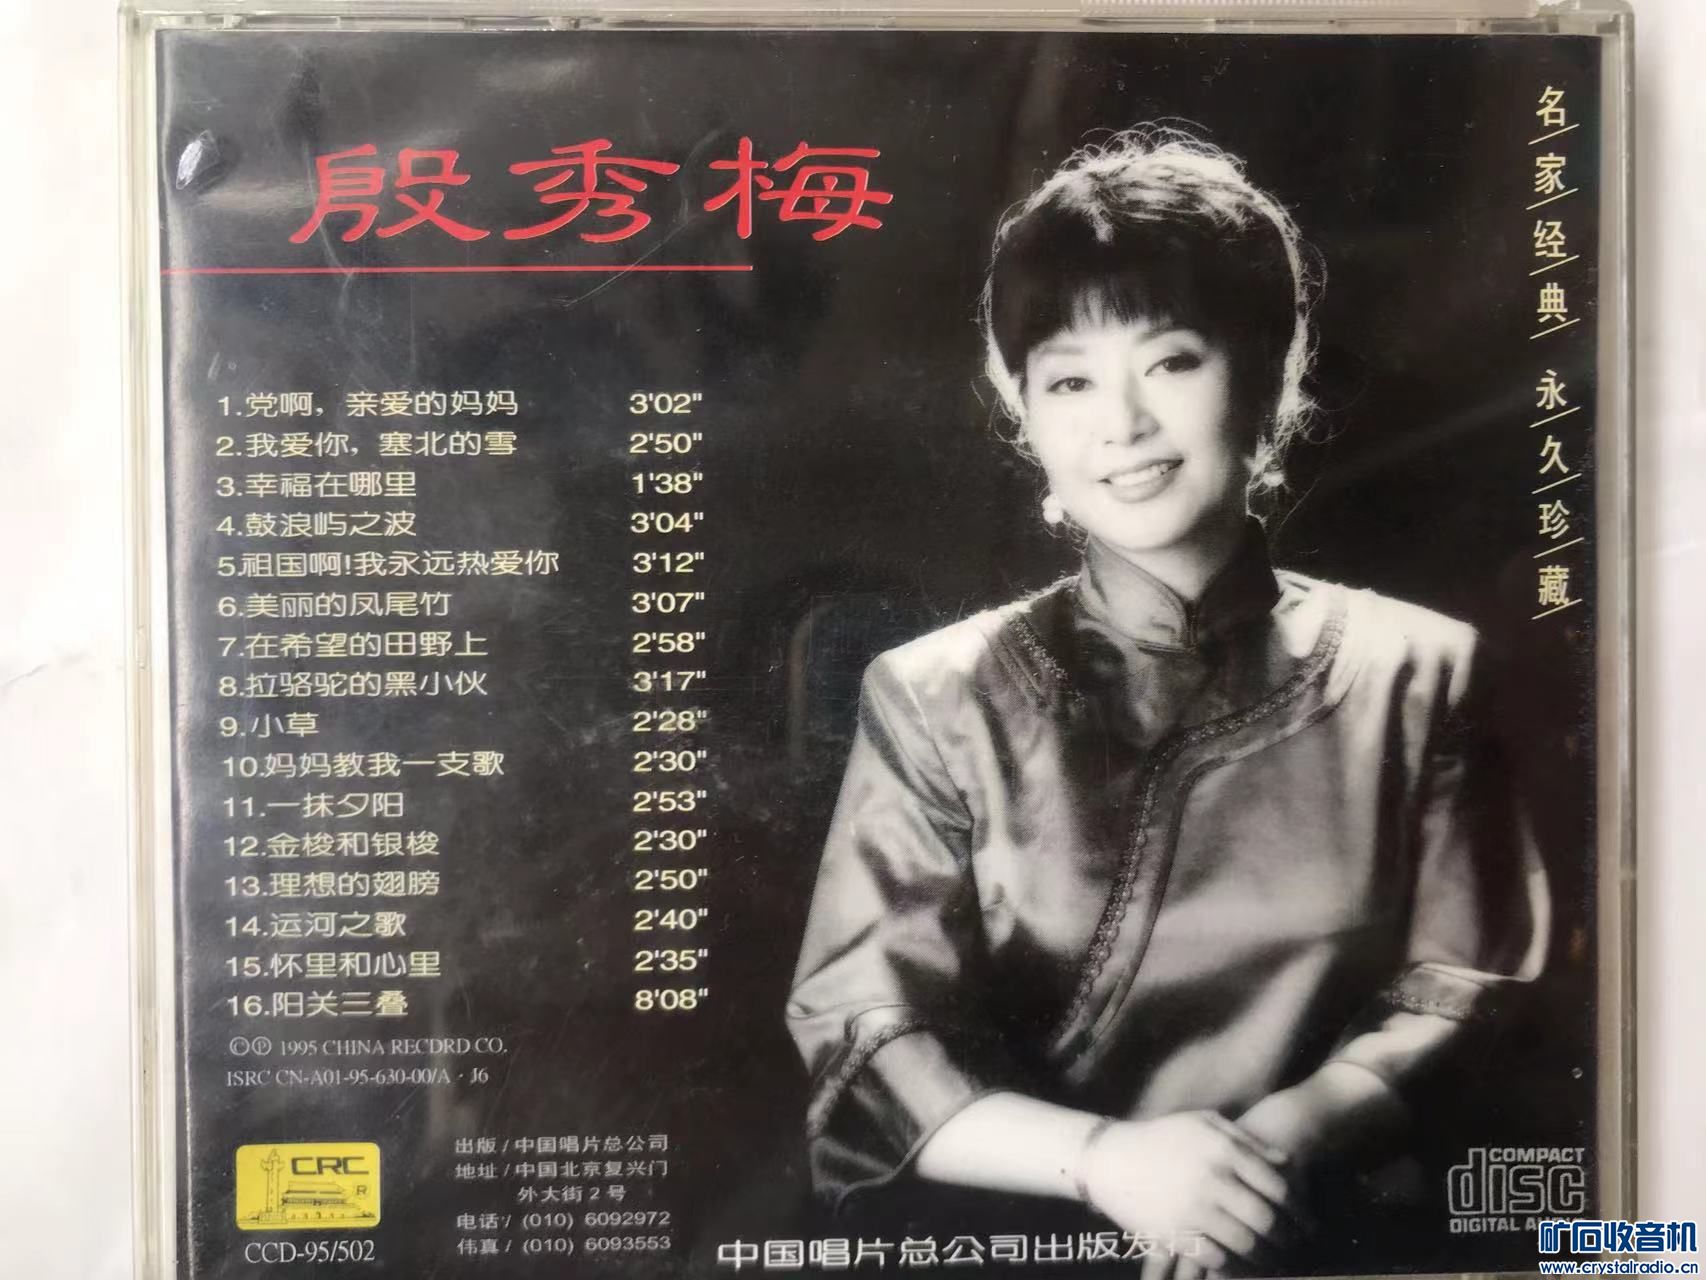 殷秀梅
名家经典 永久珍藏
1.党啊，亲爱的妈妈 3'02"
2.我爱你，塞北的雪 2'50"
3.幸福在哪里 1'38"
4.鼓浪屿之波 3'04"
5.祖国啊!我永远热爱你 3'12"
6.美丽的凤尾竹 3'07"
7.在希望的田野上 2'58"
8.拉骆驼的黑小伙 3'17"
9.小草 2'28"
10.妈妈教我一支歌 2'30"
11.一抹夕阳 2'53"
12.金梭和银梭 2'30"
13.理想的翅膀 2'50"
14.运河之歌 2'40"
15.怀里和心里 2'35"
16.阳关三叠 8'08"
©℗ 1995 CHINA RECDRD CO.
ISRC CN-A01-95-630-00/A·J6
CRC
R
CCD-95/502
出版/中国唱片总公司
地址/中国北京复兴门
外大街2号
电话/(010) 6092972
伟真/(010) 6093553
中国唱片总公司出版发行
COMPACT
disc
DIGITAL AUDIO
矿石收音机
www.crystalradio.cn